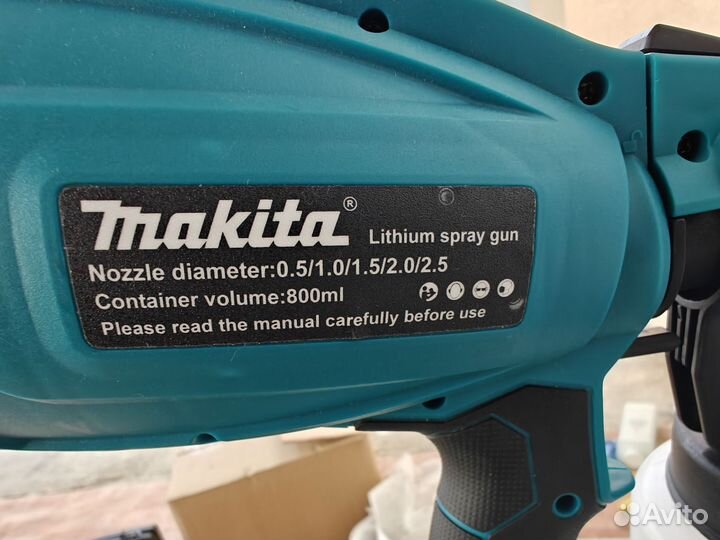 makita®
Lithium spray gun
Nozzle diameter:0.5/1.0/1.5/2.0/2.5
Container volume:800ml
Please read the manual carefully before use
Avito